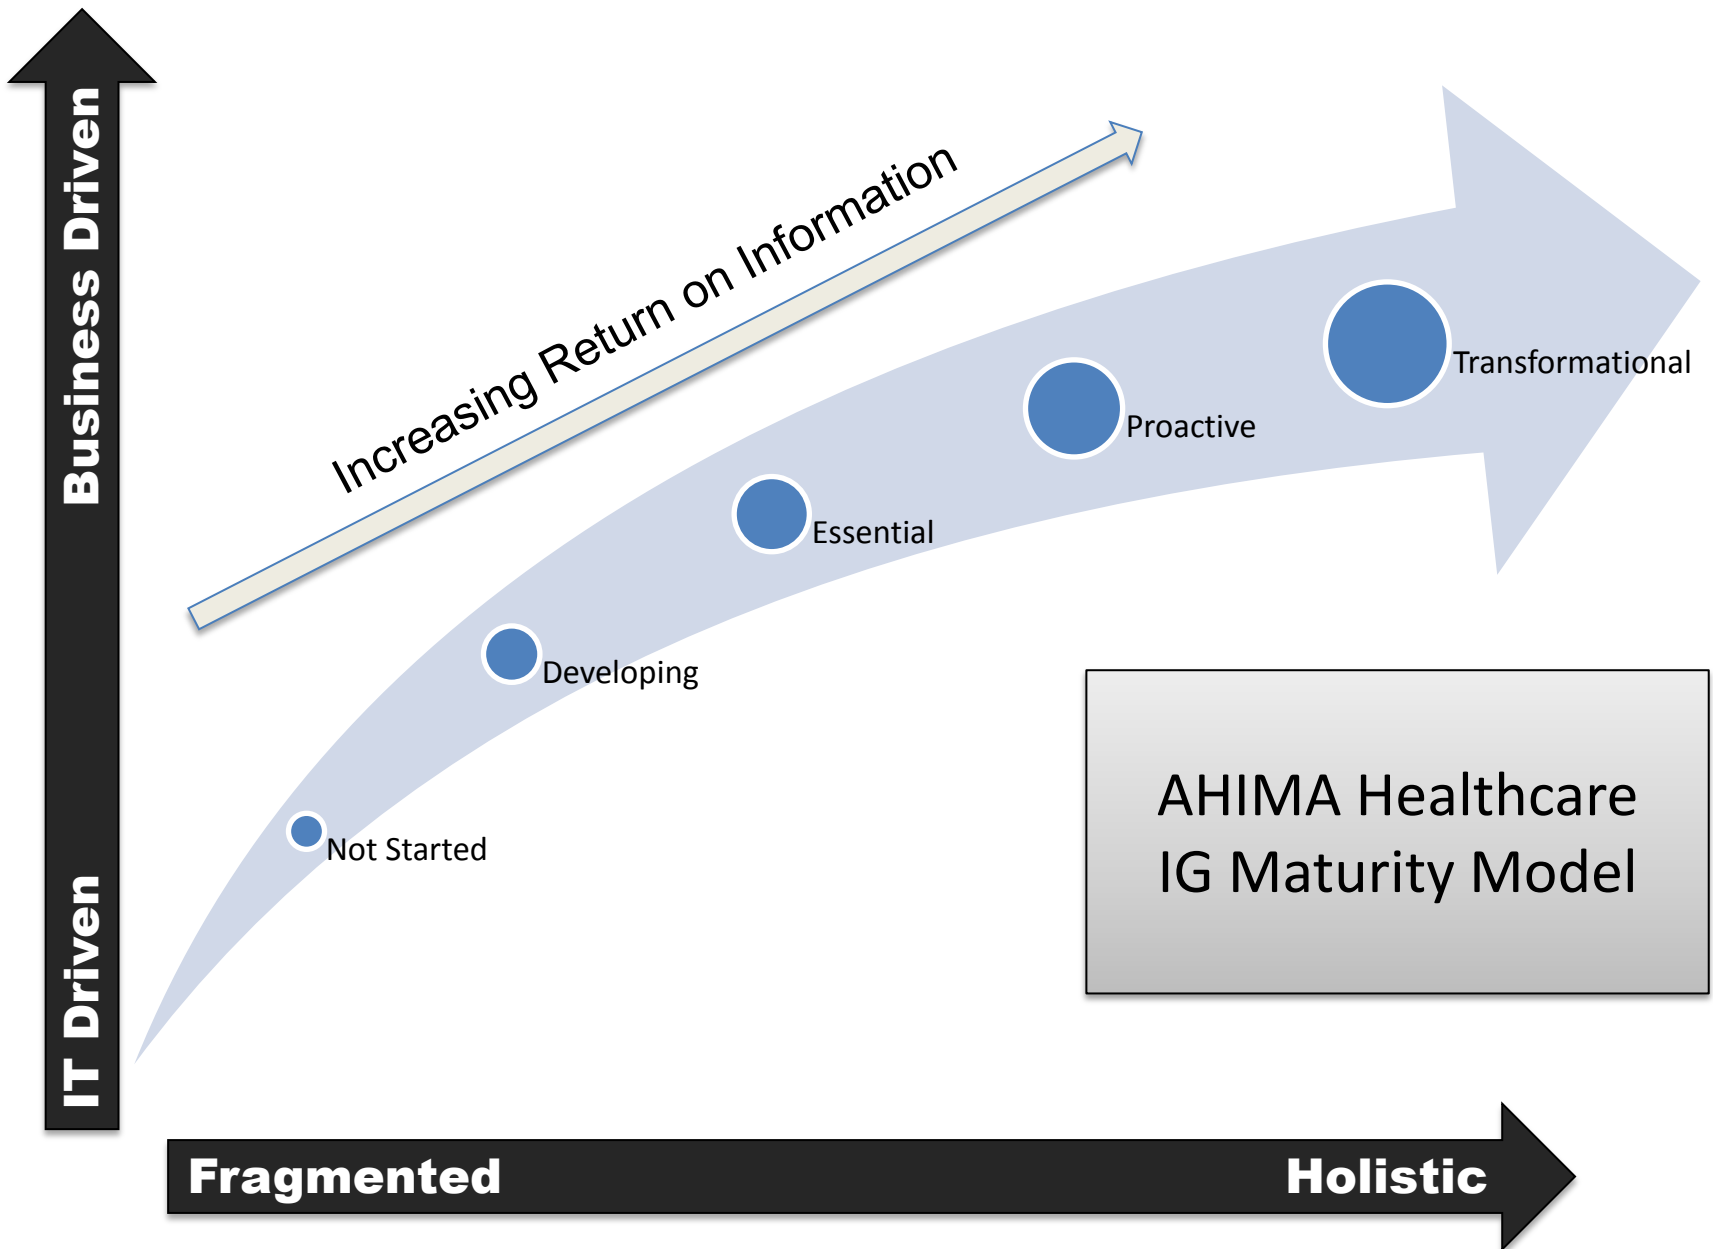 Business Driven
IT Driven
Increasing Return on Information
Transformational
Proactive
Essential
Developing
Not Started
AHIMA Healthcare
IG Maturity Model
Fragmented
Holistic